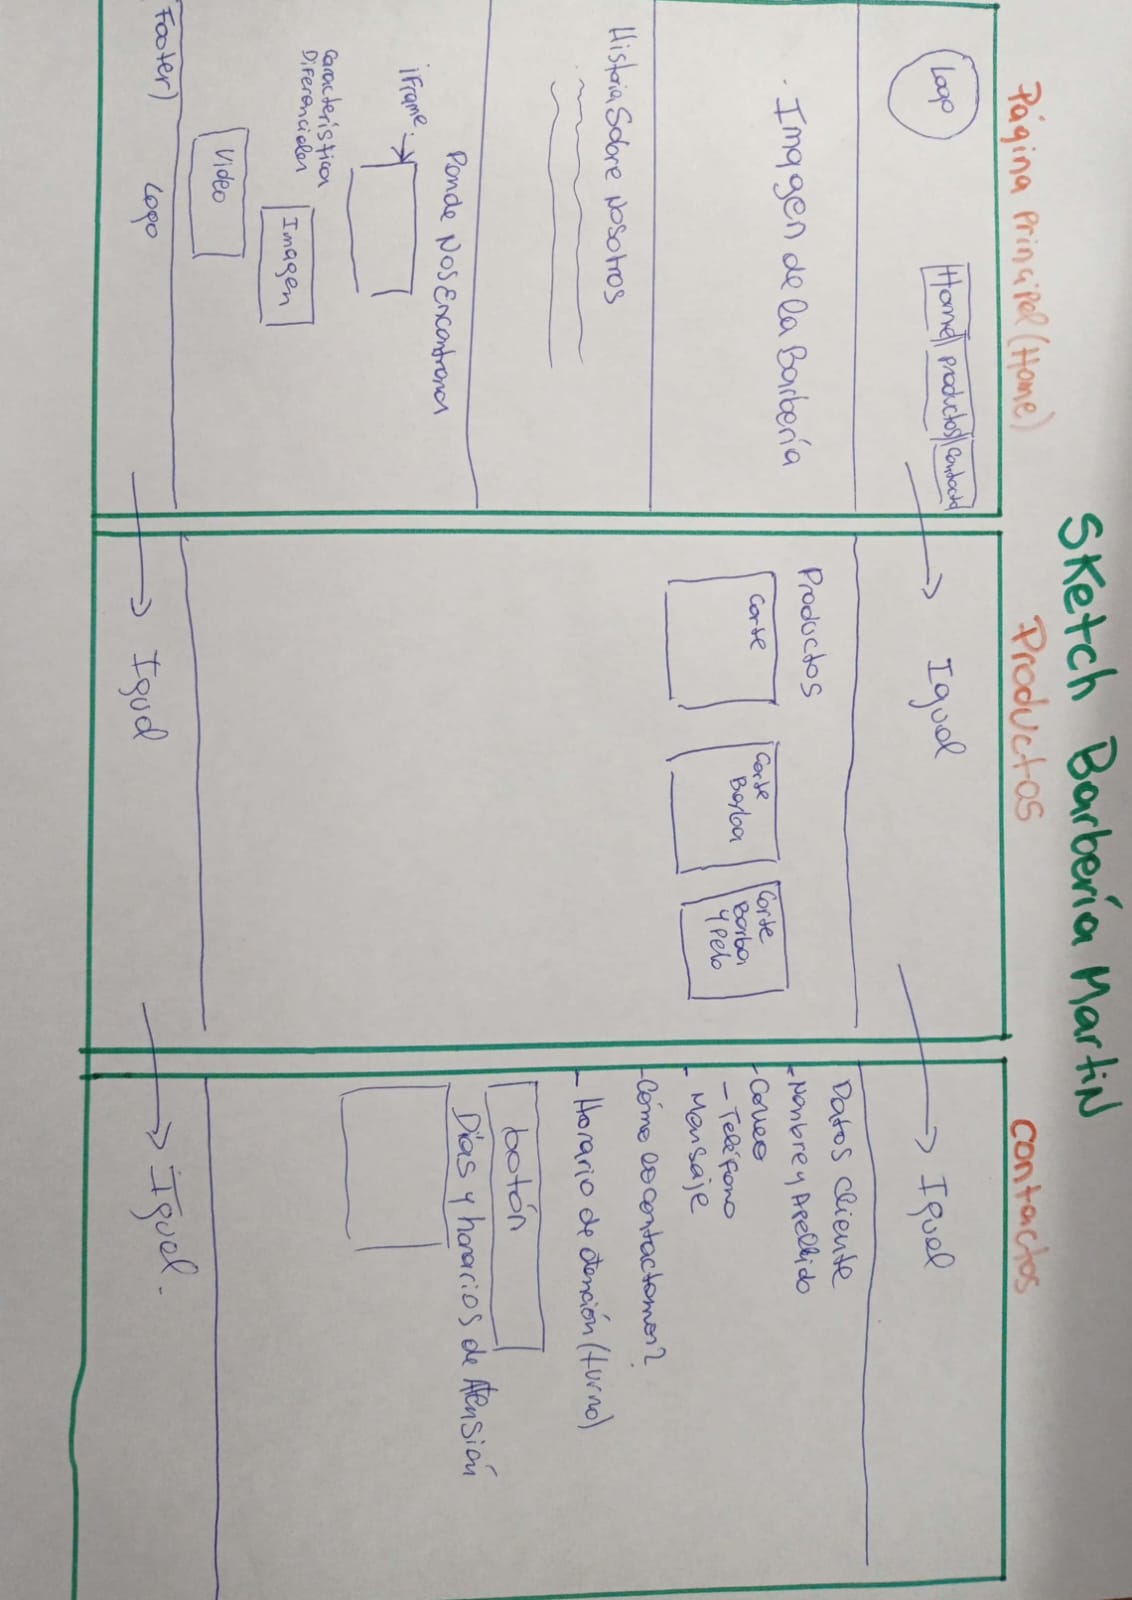 Sketch Barbería Martin
Página Principal (Home)
Logo
Home Productos Contacto
Imagen de la Barbería
Historia Sobre Nosotros
Donde Nos Encontrana
iFrame
Característica
Diferenciales
Imagen
Video
Footer)
Logo
Productos
Igual
Productos
Corte
Corte
Barba
Corte
Barba
y Pelo
Igual
Contactos
Igual
Datos cliente
- Nombre y Apellido
- Correo
- Teléfono
- Mensaje
- Cómo lo contactamos?
- Horario de atención (turno)
botón
Días y horarios de Atensión
Igual.